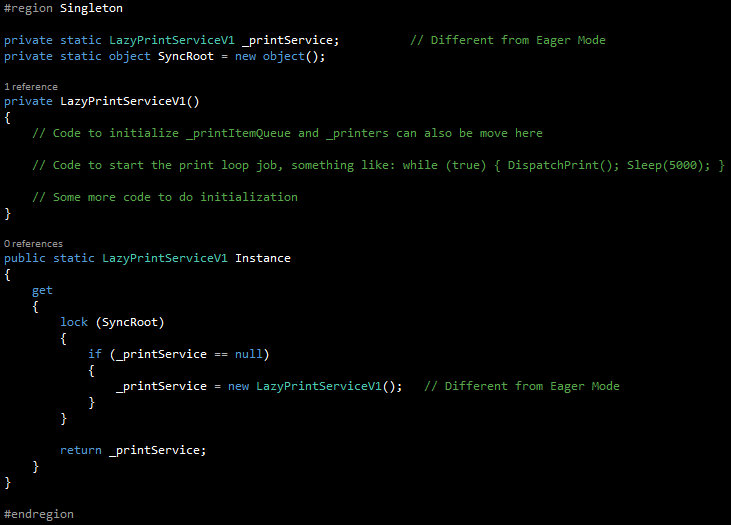 #region Singleton
private static LazyPrintServiceV1 _printService;          // Different from Eager Mode
private static object SyncRoot = new object();
1 reference
private LazyPrintServiceV1()
{
    // Code to initialize _printItemQueue and _printers can also be move here
    // Code to start the print loop job, something like: while (true) { DispatchPrint(); Sleep(5000); }
    // Some more code to do initialization
}
0 references
public static LazyPrintServiceV1 Instance
{
    get
    {
        lock (SyncRoot)
        {
            if (_printService == null)
            {
                _printService = new LazyPrintServiceV1();   // Different from Eager Mode
            }
        }
        return _printService;
    }
}
#endregion